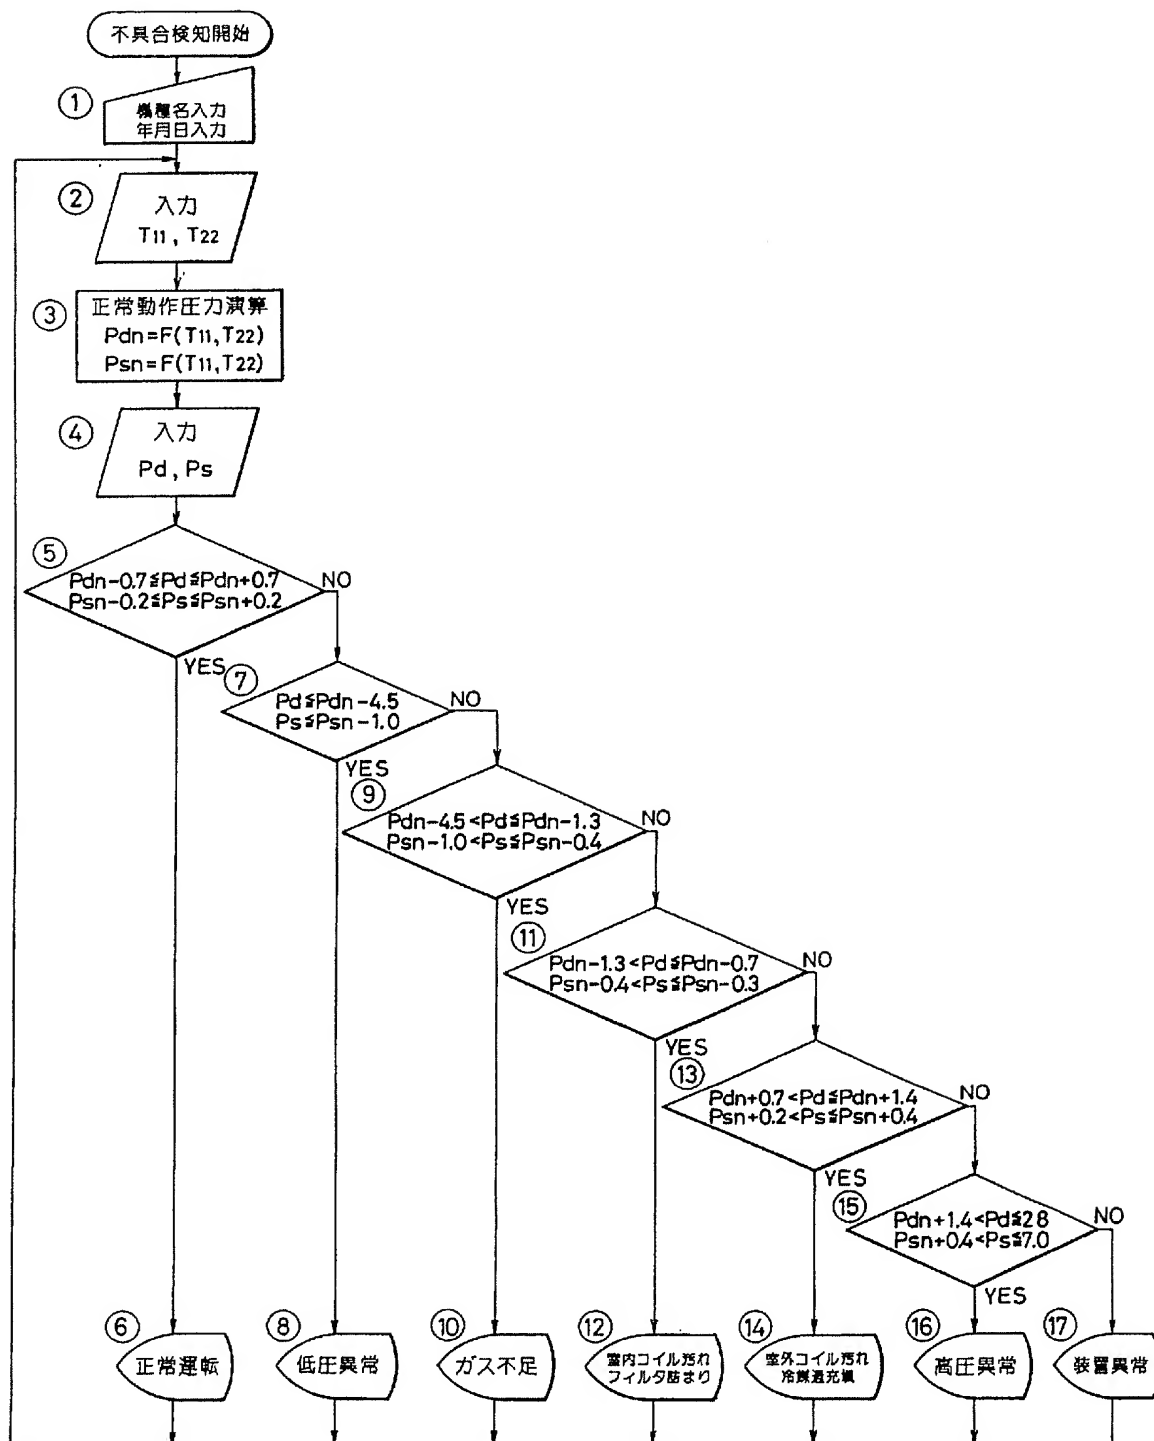 不具合検知開始
①
機種名入力
年月日入力
②
入力
T11, T22
③
正常動作圧力演算
Pdn=F(T11,T22)
Psn=F(T11,T22)
④
入力
Pd, Ps
⑤
Pdn-0.7≦Pd≦Pdn+0.7
Psn-0.2≦Ps≦Psn+0.2
NO
YES
⑦
Pd≦Pdn-4.5
Ps≦Psn-1.0
NO
YES
⑨
Pdn-4.5<Pd≦Pdn-1.3
Psn-1.0<Ps≦Psn-0.4
NO
YES
⑪
Pdn-1.3<Pd≦Pdn-0.7
Psn-0.4<Ps≦Psn-0.3
NO
YES
⑬
Pdn+0.7<Pd≦Pdn+1.4
Psn+0.2<Ps≦Psn+0.4
NO
YES
⑮
Pdn+1.4<Pd≦28
Psn+0.4<Ps≦7.0
NO
YES
⑥
正常運転
⑧
低圧異常
⑩
ガス不足
⑫
室内コイル汚れ
フィルタ詰まり
⑭
室外コイル汚れ
冷媒過充填
⑯
高圧異常
⑰
装置異常